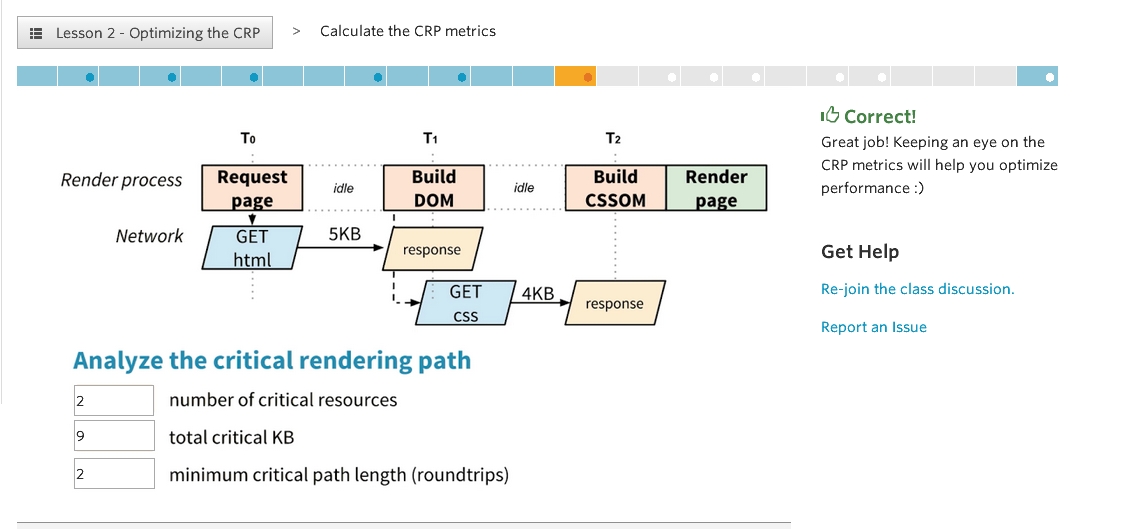 Lesson 2 - Optimizing the CRP > Calculate the CRP metrics
Correct!
Great job! Keeping an eye on the
CRP metrics will help you optimize
performance :)
Get Help
Re-join the class discussion.
Report an Issue
T0 T1 T2
Render process
Request
page
idle
Build
DOM
idle
Build
CSSOM
Render
page
Network
GET
html
5KB
response
GET
css
4KB
response
Analyze the critical rendering path
2 number of critical resources
9 total critical KB
2 minimum critical path length (roundtrips)